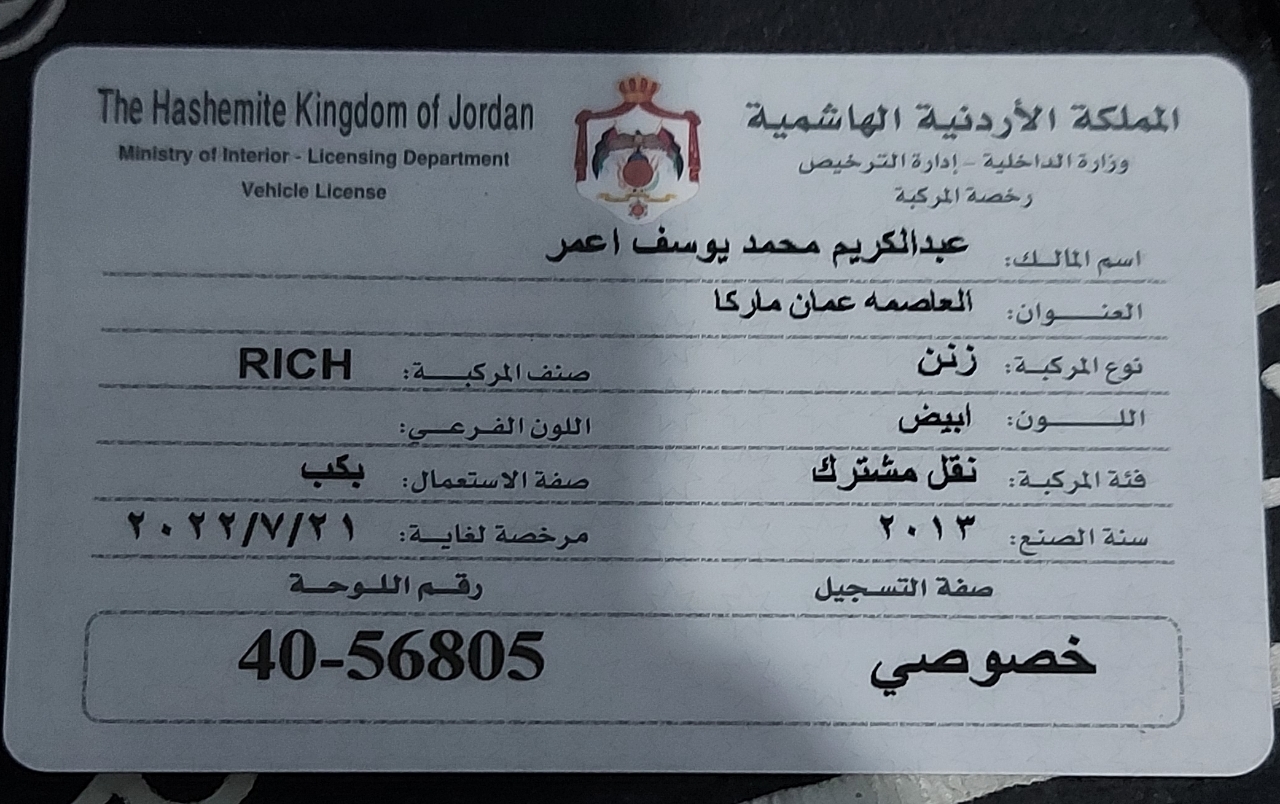 The Hashemite Kingdom of Jordan
Ministry of Interior - Licensing Department
Vehicle License
المملكة الأردنية الهاشمية
وزارة الداخلية - إدارة الترخيص
رخصة المركبة
اسم المالك: عبدالكريم محمد يوسف اعمر
العنوان: العاصمه عمان ماركا
نوع المركبة: زنن صنف المركبة: RICH
اللون: ابيض اللون الفرعي:
فئة المركبة: نقل مشترك صفة الاستعمال: بكب
سنة الصنع: ٢٠١٣ مرخصة لغاية: ٢٠٢٢/٧/٢١
صفة التسجيل رقم اللوحة
خصوصي 40-56805